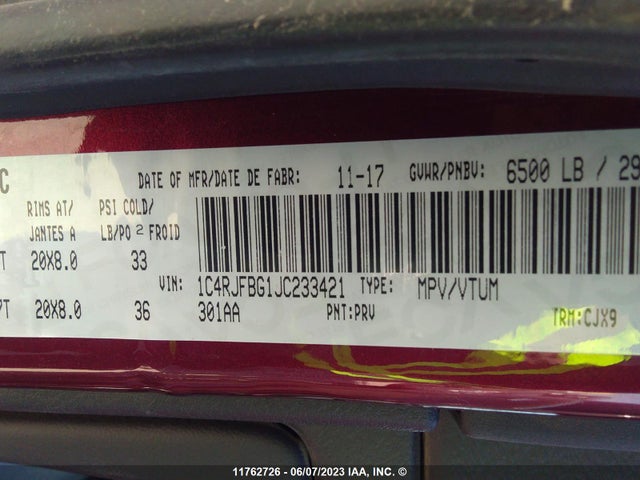 C DATE OF MFR/DATE DE FABR: 11-17 GVWR/PNBV: 6500 LB / 29
RIMS AT/ PSI COLD/
JANTES A LB/PO 2 FROID
T 20X8.0 33
VIN: 1C4RJFBG1JC233421 TYPE: MPV/VTUM
/T 20X8.0 36 301AA PNT:PRV TRM:CJX9
11762726 - 06/07/2023 IAA, INC. ©